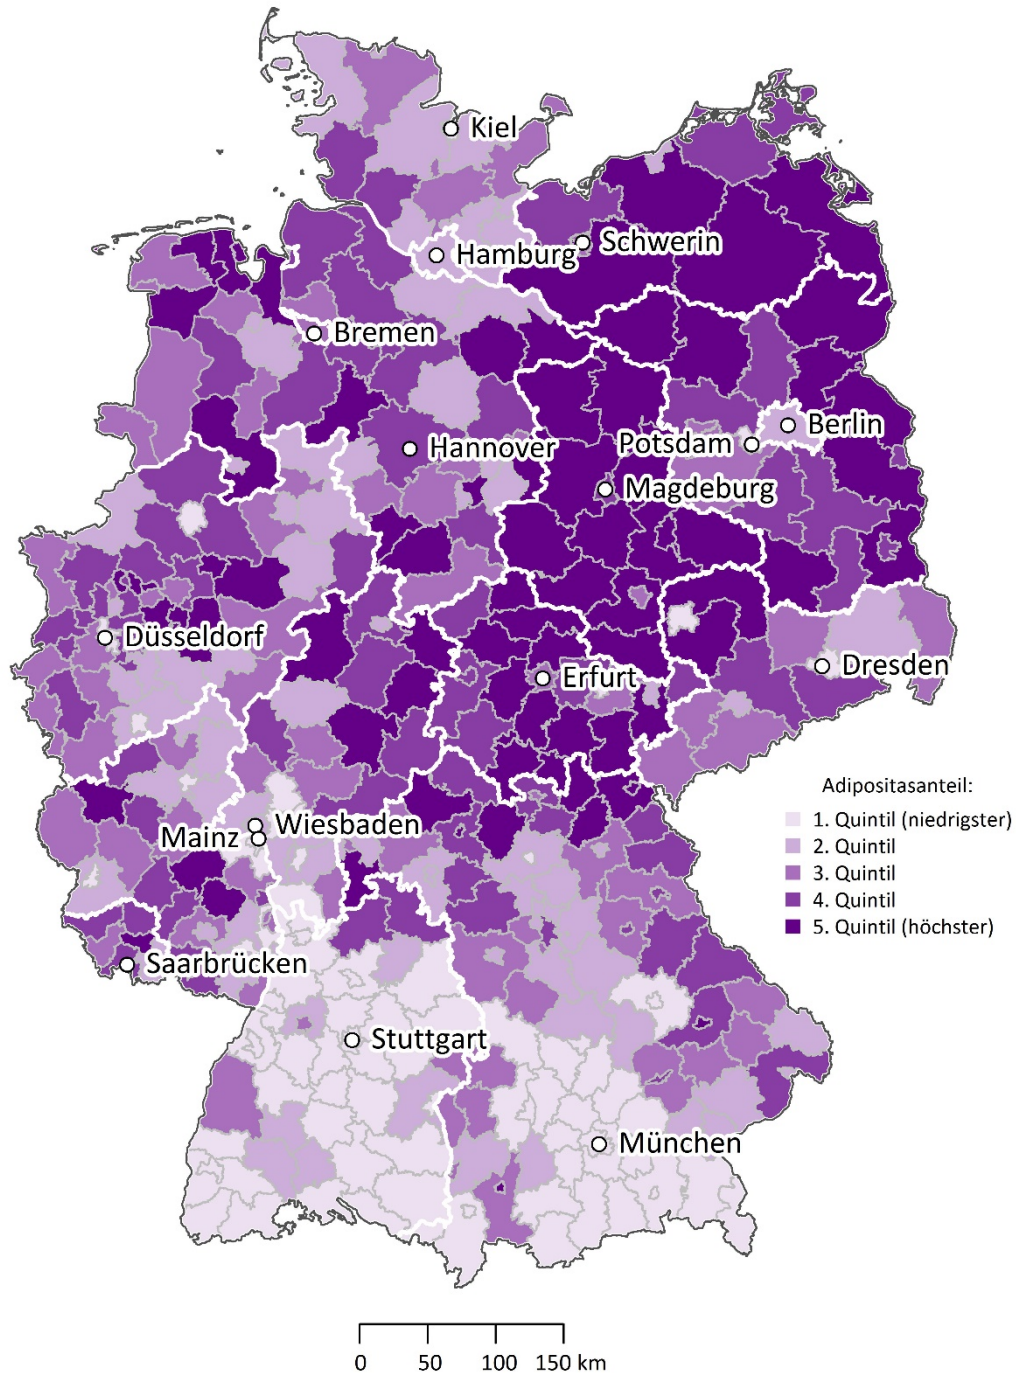 Kiel
Schwerin
Hamburg
Bremen
Berlin
Hannover
Potsdam
Magdeburg
Düsseldorf
Erfurt
Dresden
Adipositasanteil:
1. Quintil (niedrigster)
2. Quintil
3. Quintil
4. Quintil
5. Quintil (höchster)
Wiesbaden
Mainz
Saarbrücken
Stuttgart
München
0 50 100 150 km